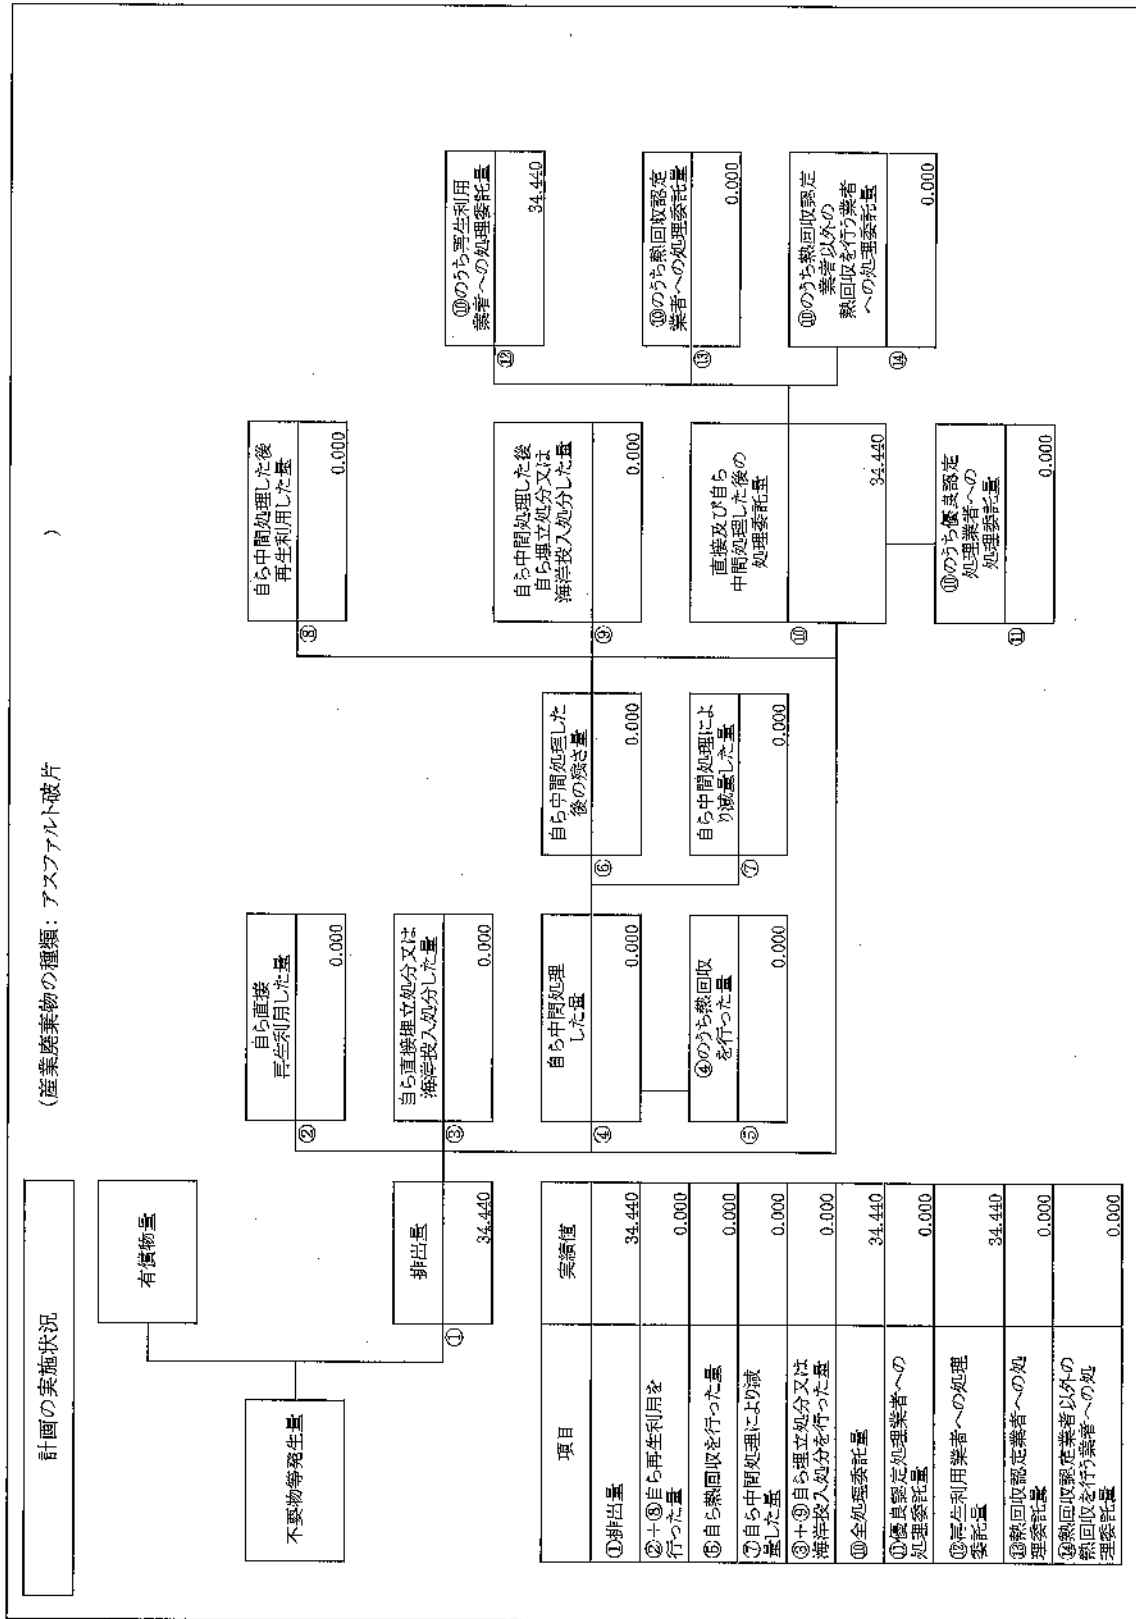 計画の実施状況
(産業廃棄物の種類: アスファルト破片
)
不要物等発生量
有償物量
①
排出量
34.440
②
自ら直接
再生利用した量
0.000
③
自ら直接埋立処分又は
海洋投入処分した量
0.000
④
自ら中間処理
した量
0.000
⑤
④のうち熱回収
を行った量
0.000
⑥
自ら中間処理した
後の残さ量
0.000
⑦
自ら中間処理によ
り減量した量
0.000
⑧
自ら中間処理した後
再生利用した量
0.000
⑨
自ら中間処理した後
自ら埋立処分又は
海洋投入処分した量
0.000
⑩
直接及び自ら
中間処理した後の
処理委託量
34.440
⑪
⑩のうち優良認定
処理業者への
処理委託量
0.000
⑫
⑩のうち再生利用
業者への処理委託量
34.440
⑬
⑩のうち熱回収認定
業者への処理委託量
0.000
⑭
⑩のうち熱回収認定
業者以外の
熱回収を行う業者
への処理委託量
0.000
項目 実績値
①排出量 34.440
②+⑧自ら再生利用を
行った量 0.000
⑤自ら熱回収を行った量 0.000
⑦自ら中間処理により減
量した量 0.000
③+⑨自ら埋立処分又は
海洋投入処分を行った量 0.000
⑩全処理委託量 34.440
⑪優良認定処理業者への
処理委託量 0.000
⑫再生利用業者への処理
委託量 34.440
⑬熱回収認定業者への処
理委託量 0.000
⑭熱回収認定業者以外の
熱回収を行う業者への処
理委託量 0.000